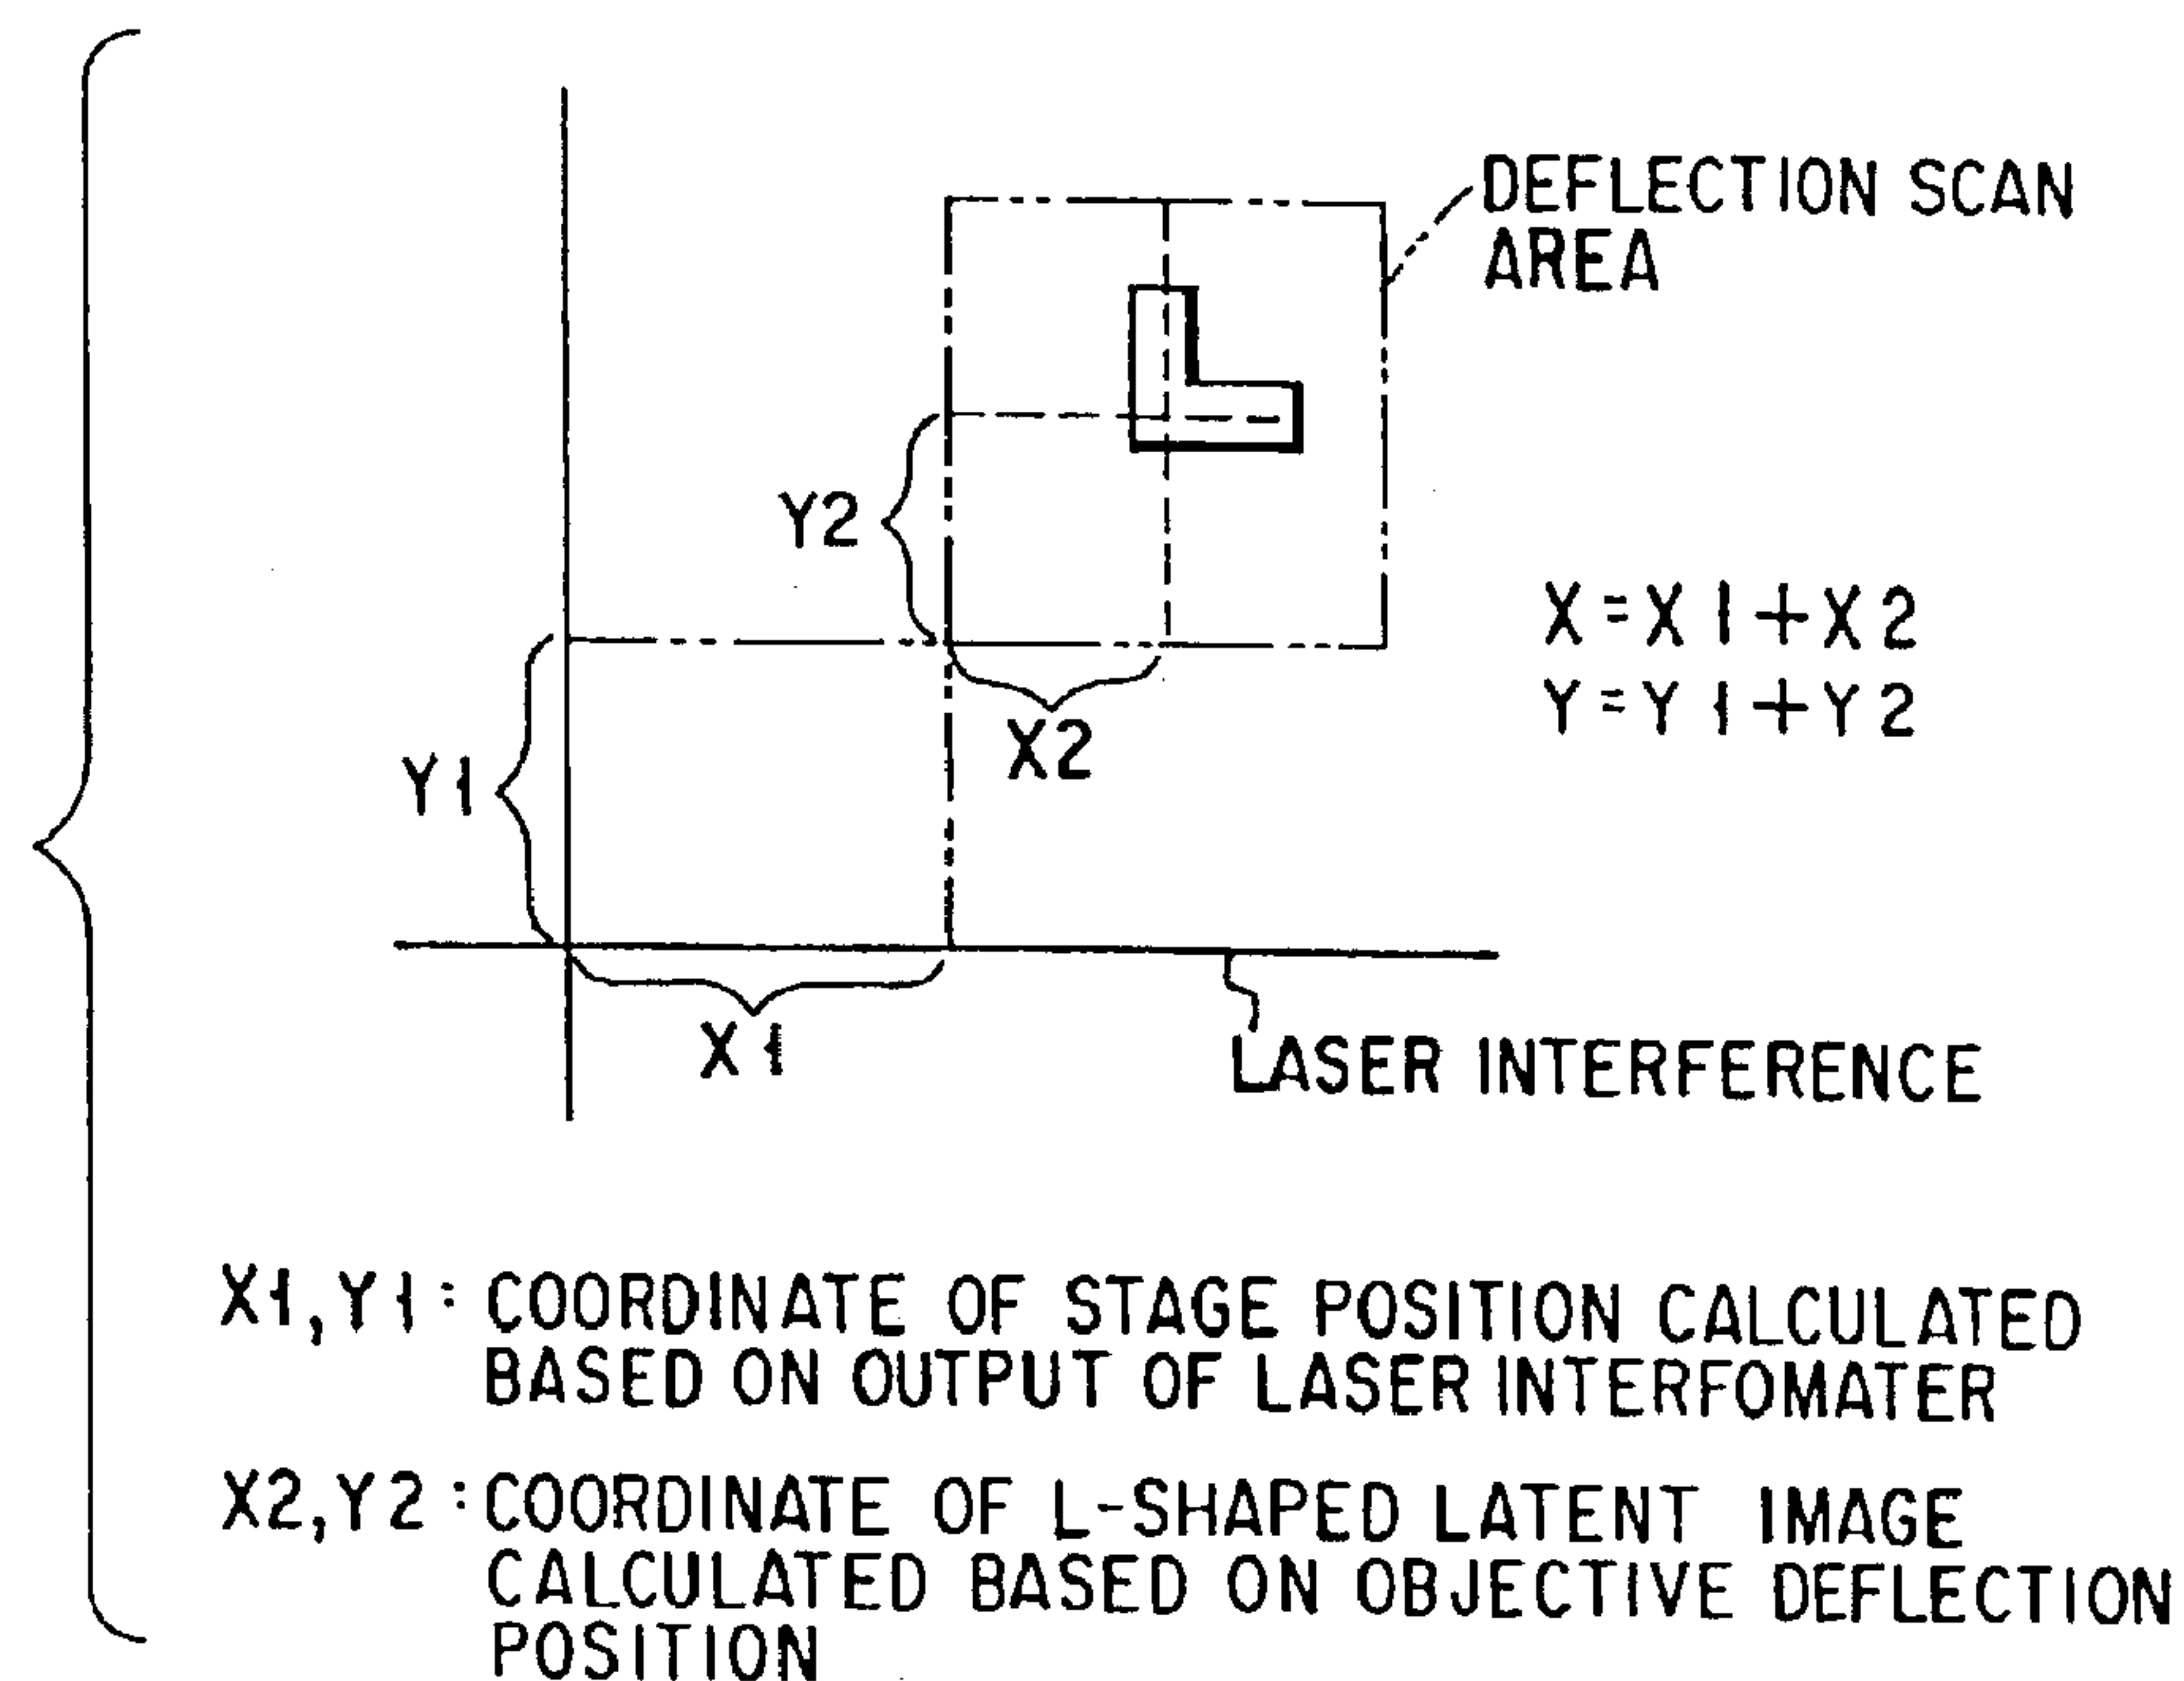 DEFLECTION SCAN
AREA
Y2
X=X1+X2
Y=Y1+Y2
X2
Y1
X1
LASER INTERFERENCE
X1,Y1: COORDINATE OF STAGE POSITION CALCULATED
BASED ON OUTPUT OF LASER INTERFOMATER
X2,Y2: COORDINATE OF L-SHAPED LATENT IMAGE
CALCULATED BASED ON OBJECTIVE DEFLECTION
POSITION